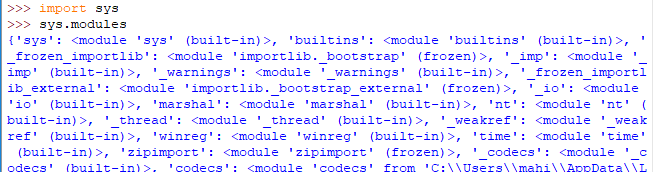 >>> import sys
>>> sys.modules
{'sys': <module 'sys' (built-in)>, 'builtins': <module 'builtins' (built-in)>, '
_frozen_importlib': <module 'importlib._bootstrap' (frozen)>, '_imp': <module '_
imp' (built-in)>, '_warnings': <module '_warnings' (built-in)>, '_frozen_importl
ib_external': <module 'importlib._bootstrap_external' (frozen)>, '_io': <module
'io' (built-in)>, 'marshal': <module 'marshal' (built-in)>, 'nt': <module 'nt' (
built-in)>, '_thread': <module '_thread' (built-in)>, '_weakref': <module '_weak
ref' (built-in)>, 'winreg': <module 'winreg' (built-in)>, 'time': <module 'time'
(built-in)>, 'zipimport': <module 'zipimport' (frozen)>, '_codecs': <module '_c
odecs' (built-in)>, 'codecs': <module 'codecs' from 'C:\\Users\\mahi\\AppData\\L